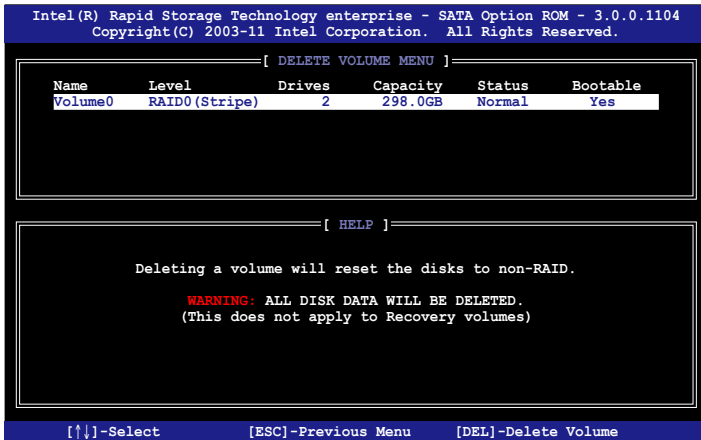 Intel(R) Rapid Storage Technology enterprise - SATA Option ROM - 3.0.0.1104
Copyright(C) 2003-11 Intel Corporation. All Rights Reserved.
[ DELETE VOLUME MENU ]
Name Level Drives Capacity Status Bootable
Volume0 RAID0(Stripe) 2 298.0GB Normal Yes
[ HELP ]
Deleting a volume will reset the disks to non-RAID.
WARNING: ALL DISK DATA WILL BE DELETED.
(This does not apply to Recovery volumes)
[↑↓]-Select [ESC]-Previous Menu [DEL]-Delete Volume